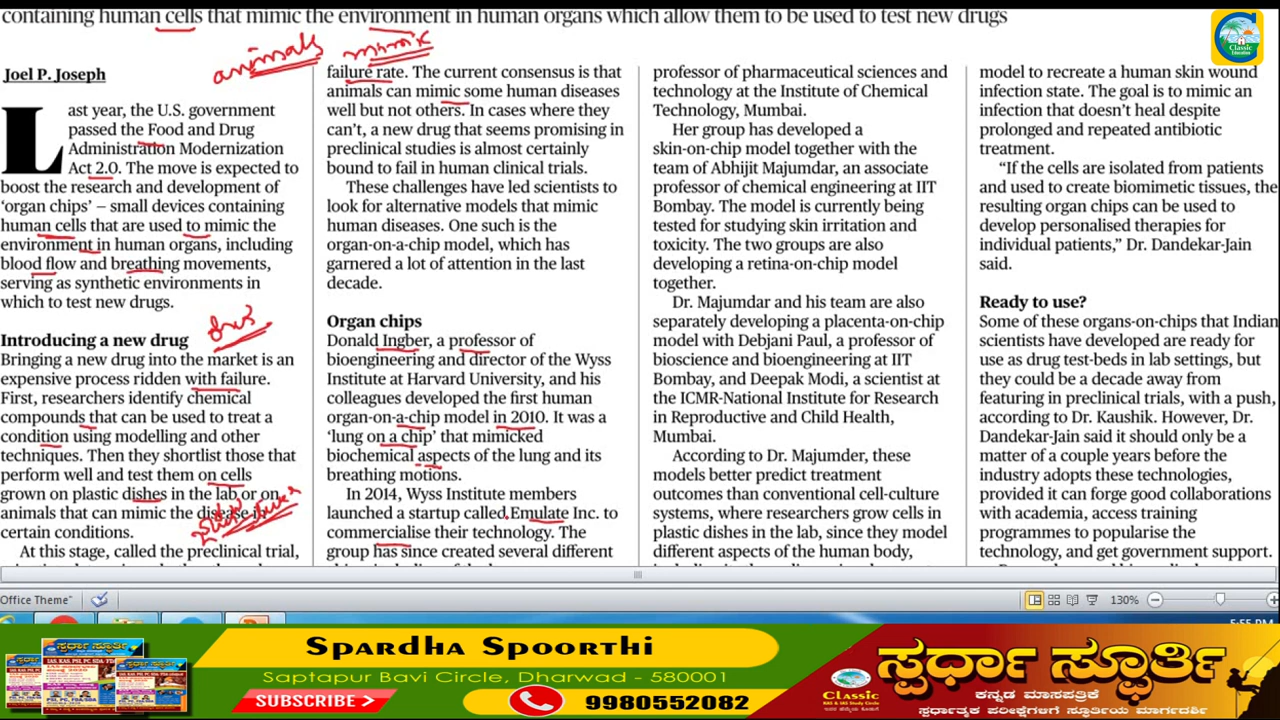 containing human cells that mimic the environment in human organs which allow them to be used to test new drugs
Classic
Education
animals
mimix
Joel P. Joseph
Last year, the U.S. government
passed the Food and Drug
Administration Modernization
Act 2.0. The move is expected to
boost the research and development of
‘organ chips’ – small devices containing
human cells that are used to mimic the
environment in human organs, including
blood flow and breathing movements,
serving as synthetic environments in
which to test new drugs.
Introducing a new drug
Bringing a new drug into the market is an
expensive process ridden with failure.
First, researchers identify chemical
compounds that can be used to treat a
condition using modelling and other
techniques. Then they shortlist those that
perform well and test them on cells
grown on plastic dishes in the lab or on
animals that can mimic the disease in
certain conditions.
At this stage, called the preclinical trial,
failure rate. The current consensus is that
animals can mimic some human diseases
well but not others. In cases where they
can’t, a new drug that seems promising in
preclinical studies is almost certainly
bound to fail in human clinical trials.
These challenges have led scientists to
look for alternative models that mimic
human diseases. One such is the
organ-on-a-chip model, which has
garnered a lot of attention in the last
decade.
Organ chips
Donald Ingber, a professor of
bioengineering and director of the Wyss
Institute at Harvard University, and his
colleagues developed the first human
organ-on-a-chip model in 2010. It was a
‘lung on a chip’ that mimicked
biochemical aspects of the lung and its
breathing motions.
In 2014, Wyss Institute members
launched a startup called Emulate Inc. to
commercialise their technology. The
group has since created several different
professor of pharmaceutical sciences and
technology at the Institute of Chemical
Technology, Mumbai.
Her group has developed a
skin-on-chip model together with the
team of Abhijit Majumdar, an associate
professor of chemical engineering at IIT
Bombay. The model is currently being
tested for studying skin irritation and
toxicity. The two groups are also
developing a retina-on-chip model
together.
Dr. Majumdar and his team are also
separately developing a placenta-on-chip
model with Debjani Paul, a professor of
bioscience and bioengineering at IIT
Bombay, and Deepak Modi, a scientist at
the ICMR-National Institute for Research
in Reproductive and Child Health,
Mumbai.
According to Dr. Majumder, these
models better predict treatment
outcomes than conventional cell-culture
systems, where researchers grow cells in
plastic dishes in the lab, since they model
different aspects of the human body,
model to recreate a human skin wound
infection state. The goal is to mimic an
infection that doesn’t heal despite
prolonged and repeated antibiotic
treatment.
“If the cells are isolated from patients
and used to create biomimetic tissues, the
resulting organ chips can be used to
develop personalised therapies for
individual patients,” Dr. Dandekar-Jain
said.
Ready to use?
Some of these organs-on-chips that Indian
scientists have developed are ready for
use as drug test-beds in lab settings, but
they could be a decade away from
featuring in preclinical trials, with a push,
according to Dr. Kaushik. However, Dr.
Dandekar-Jain said it should only be a
matter of a couple years before the
industry adopts these technologies,
provided it can forge good collaborations
with academia, access training
programmes to popularise the
technology, and get government support.
Office Theme"
130%
5:55 PM
Spardha Spoorthi
Saptapur Bavi Circle, Dharwad - 580001
SUBSCRIBE
9980552082
Classic
KAS & IAS Study Circle
ಸ್ಪರ್ಧಾ ಸ್ಫೂರ್ತಿ
ಕನ್ನಡ ಮಾಸಪತ್ರಿಕೆ
ಸ್ಪರ್ಧಾತ್ಮಕ ಪರೀಕ್ಷೆಗಳಿಗೆ ಸ್ಫೂರ್ತಿಯ ಮಾರ್ಗದರ್ಶಿ